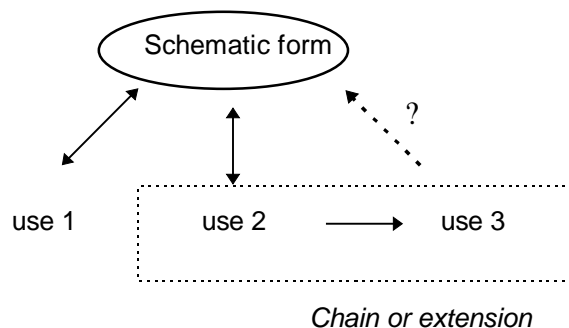 Schematic form
?
use 1
use 2
use 3
Chain or extension